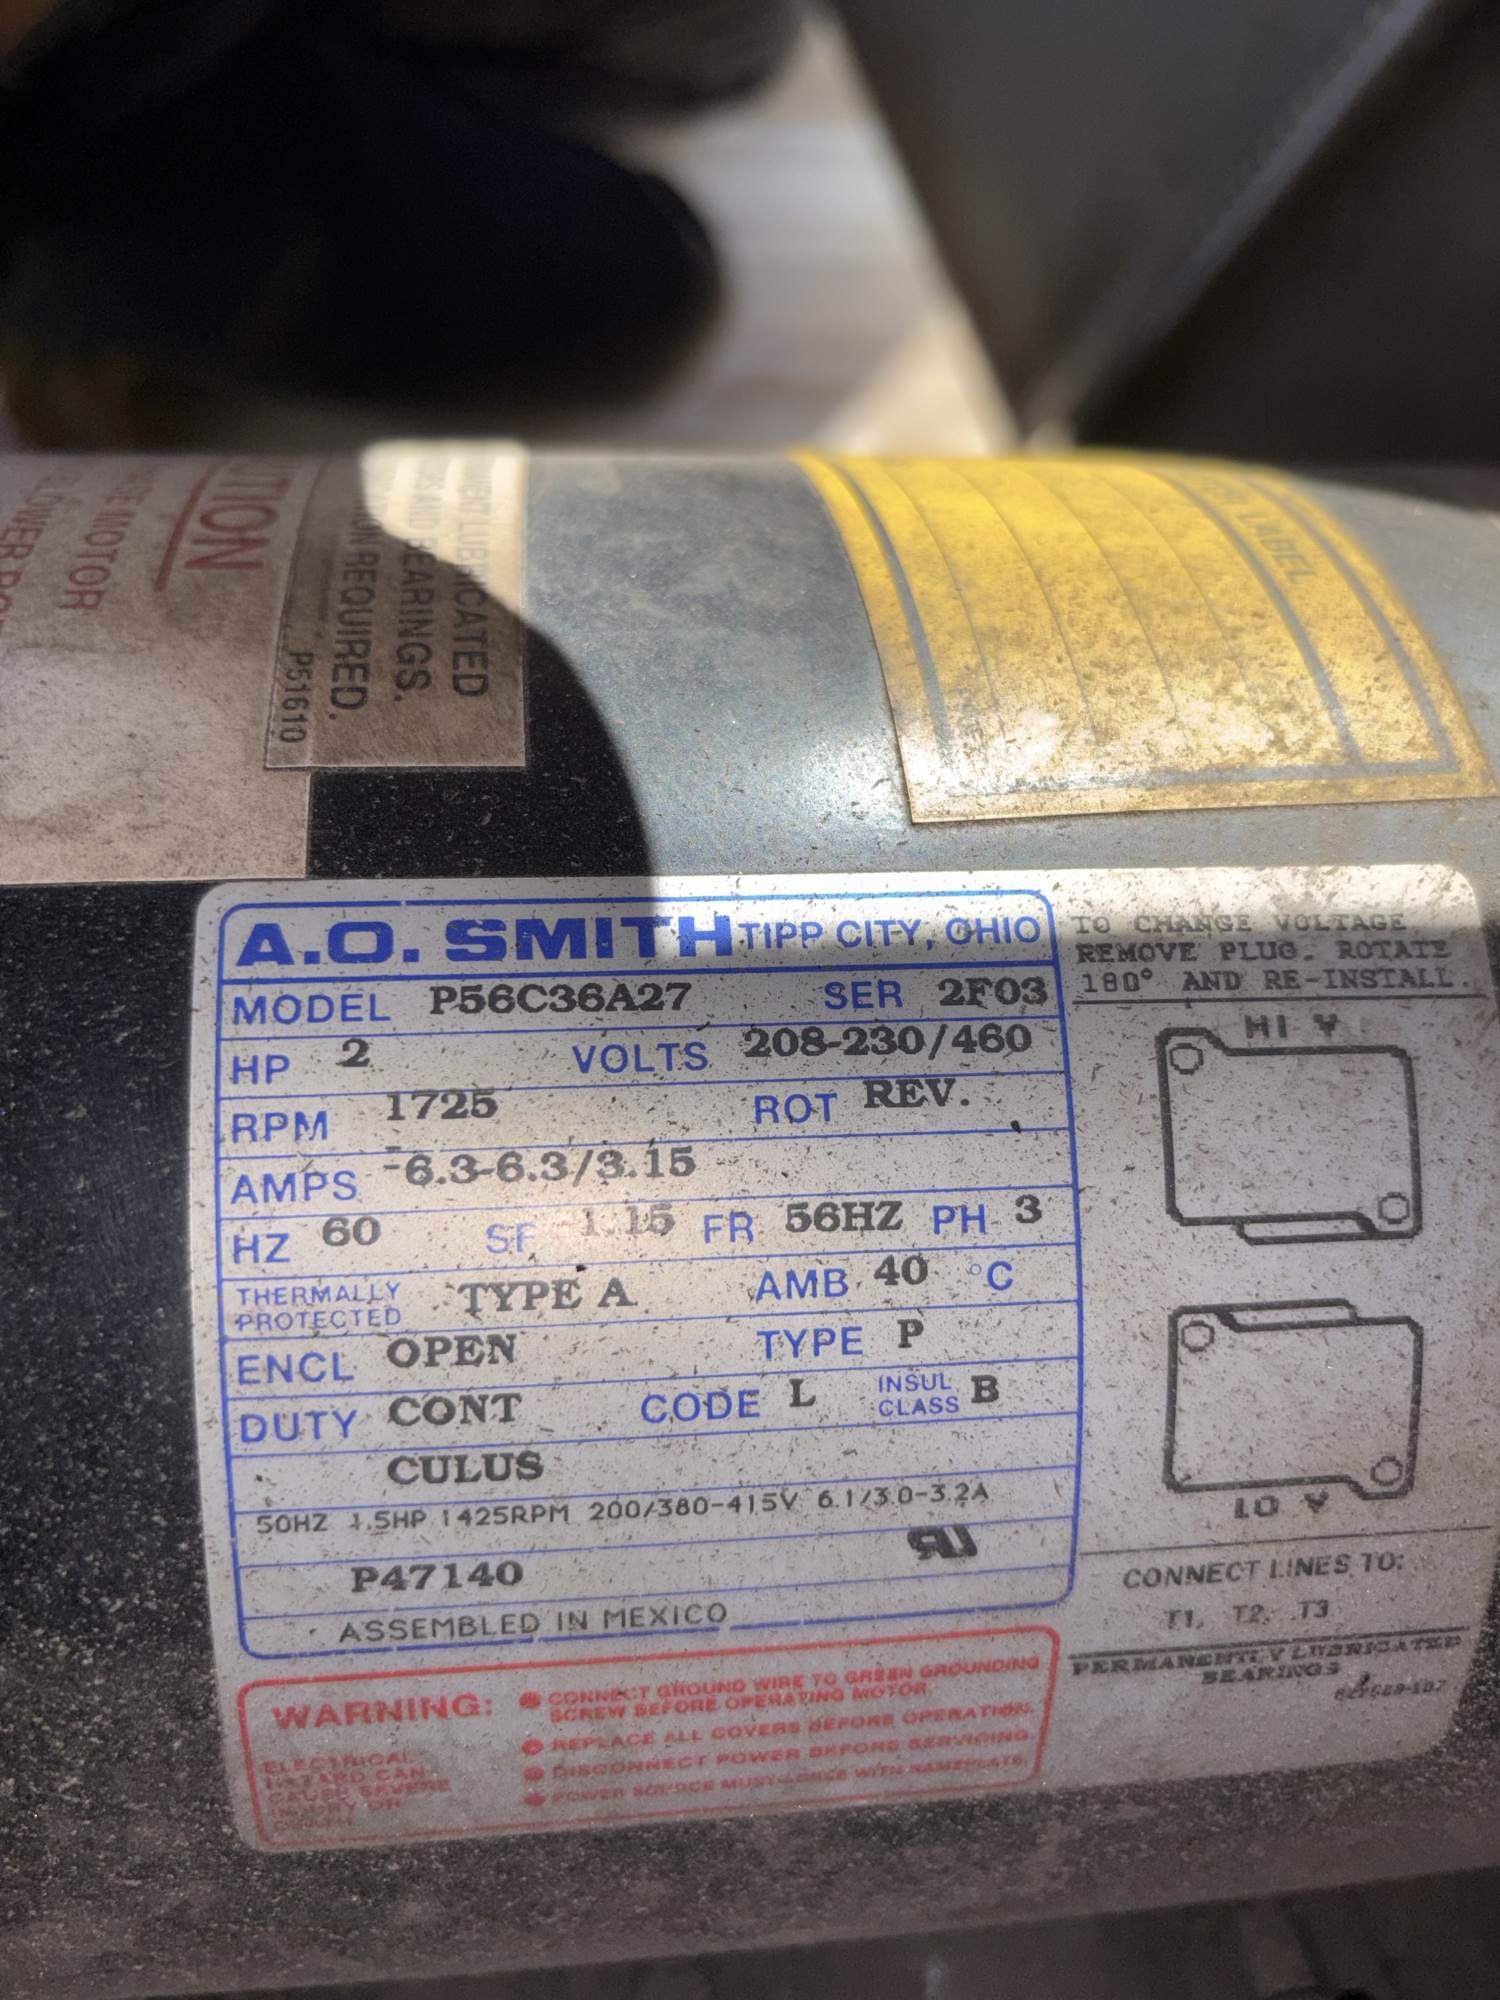 UTION
MOTOR
LUBRICATED
AND BEARINGS.
REQUIRED.
P51610
LABEL
A.O. SMITH TIPP CITY, OHIO
MODEL P56C36A27 SER 2F03
HP 2 VOLTS 208-230/460
RPM 1725 ROT REV.
AMPS 6.3-6.3/3.15
HZ 60 SF 1.15 FR 56HZ PH 3
THERMALLY PROTECTED TYPE A AMB 40 °C
ENCL OPEN TYPE P
DUTY CONT CODE L INSUL CLASS B
CULUS
50HZ 1.5HP 1425RPM 200/380-415V 6.1/3.0-3.2A
P47140
ASSEMBLED IN MEXICO
TO CHANGE VOLTAGE
REMOVE PLUG. ROTATE
180° AND RE-INSTALL.
HI V
LO V
CONNECT LINES TO:
T1, T2, T3
PERMANENTLY LUBRICATED
BEARINGS
WARNING:
ELECTRICAL
HAZARD CAN
CAUSE SEVERE
INJURY OR
DEATH
CONNECT GROUND WIRE TO GREEN GROUNDING
SCREW BEFORE OPERATING MOTOR.
REPLACE ALL COVERS BEFORE OPERATION.
DISCONNECT POWER BEFORE SERVICING.
POWER SOURCE MUST AGREE WITH NAMEPLATE.